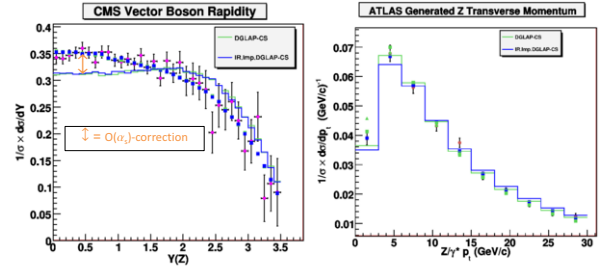 CMS Vector Boson Rapidity
DGLAP-CS
IR.Imp.DGLAP-CS
1/σ × dσ/dY
0.4
0.35
0.3
0.25
0.2
0.15
0.1
0.05
0
↕ = O(αs)-correction
0 0.5 1 1.5 2 2.5 3 3.5 4
Y(Z)
ATLAS Generated Z Transverse Momentum
DGLAP-CS
IR.Imp.DGLAP-CS
1/σ × dσ/dpt (GeV/c)⁻¹
0.07
0.06
0.05
0.04
0.03
0.02
0.01
0 5 10 15 20 25 30
Z/γ* pt (GeV/c)